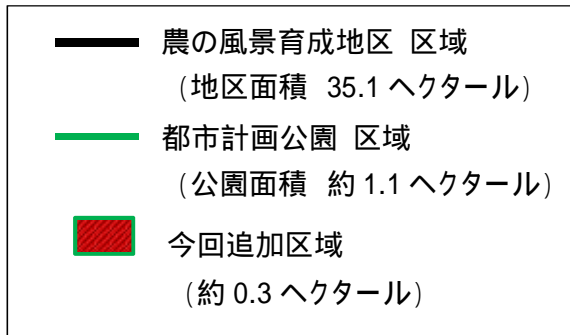 農の風景育成地区 区域
(地区面積 35.1 ヘクタール)
都市計画公園 区域
(公園面積 約 1.1 ヘクタール)
今回追加区域
(約 0.3 ヘクタール)